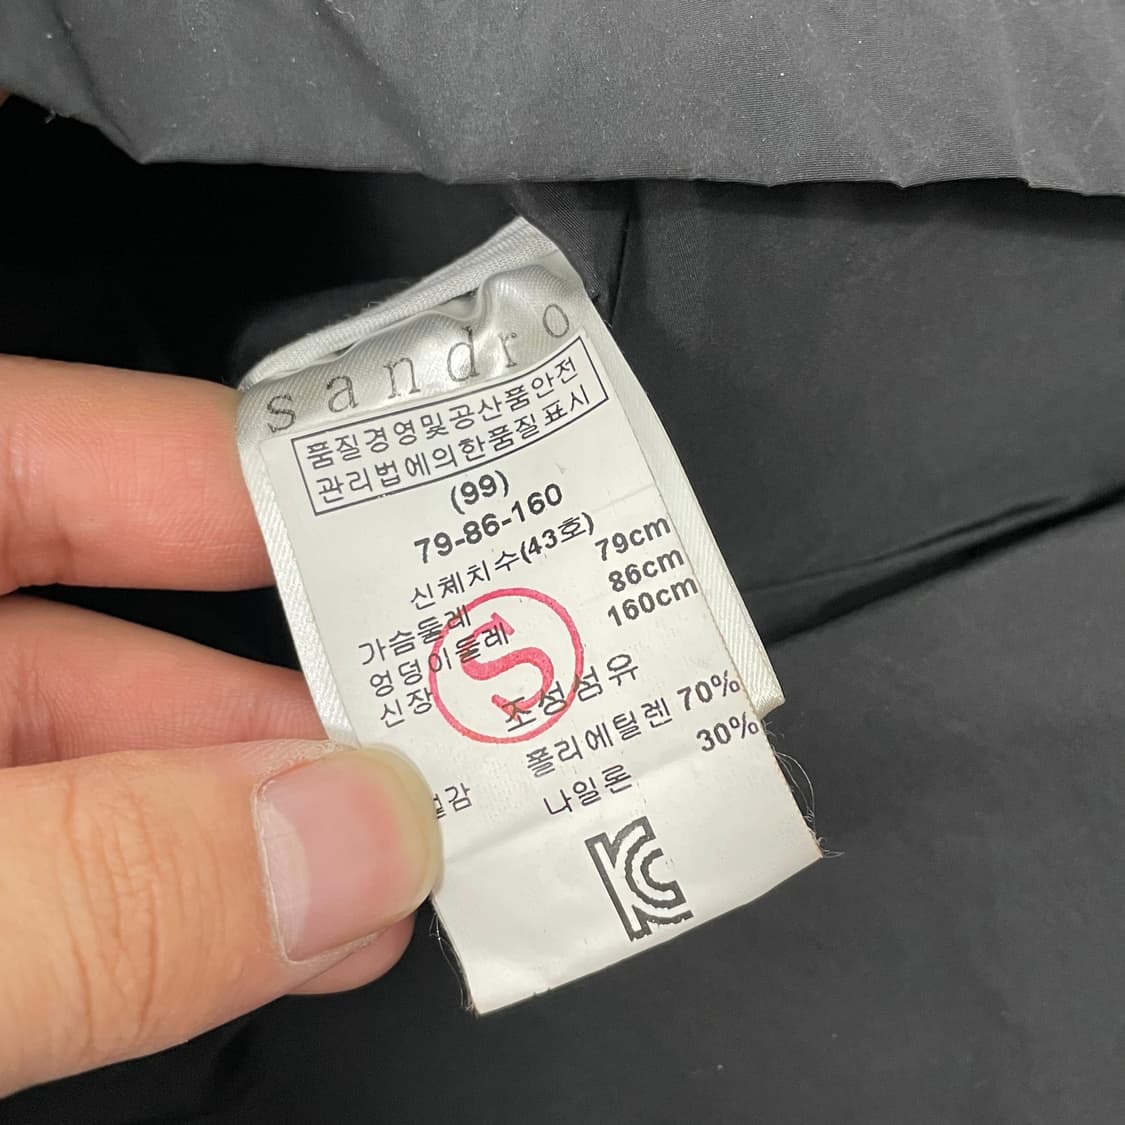 sandro
품질경영및공산품안전
관리법에의한품질표시
(99)
79-86-160
신체치수(43호)
가슴둘레 79cm
엉덩이둘레 86cm
신장 160cm
S
조성섬유
폴리에틸렌 70%
나일론 30%
KC